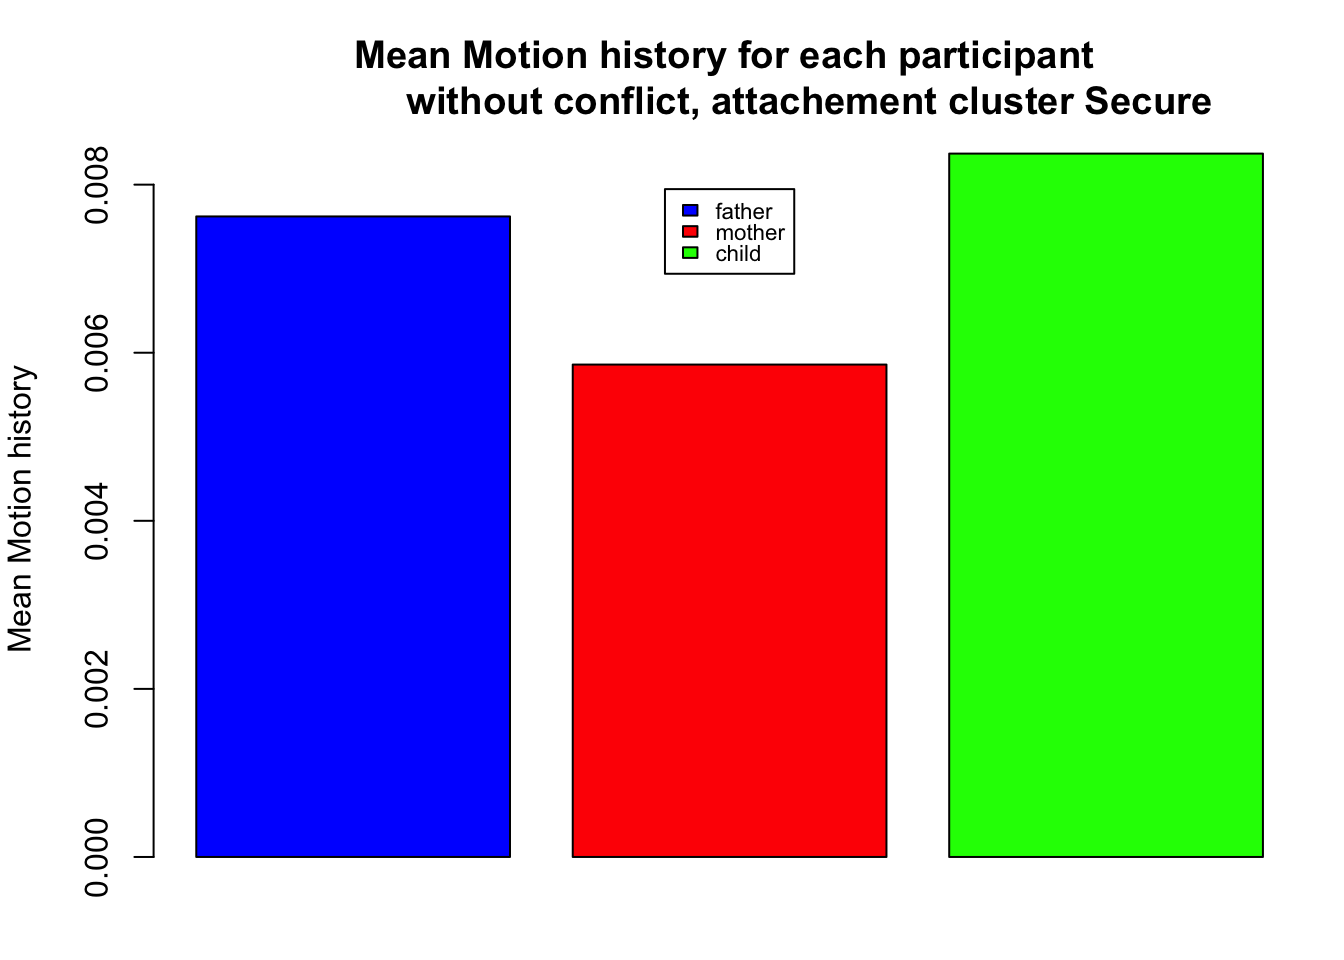 Mean Motion history for each participant
without conflict, attachement cluster Secure
Mean Motion history
0.008
0.006
0.004
0.002
0.000
father
mother
child